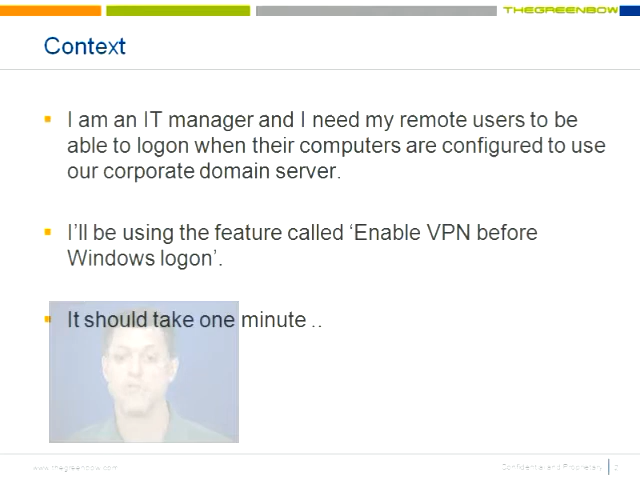 THEGREENBOW
Context
I am an IT manager and I need my remote users to be
able to logon when their computers are configured to use
our corporate domain server.
I’ll be using the feature called ‘Enable VPN before
Windows logon’.
It should take one minute ..
www.thegreenbow.com
Confidential and Proprietary